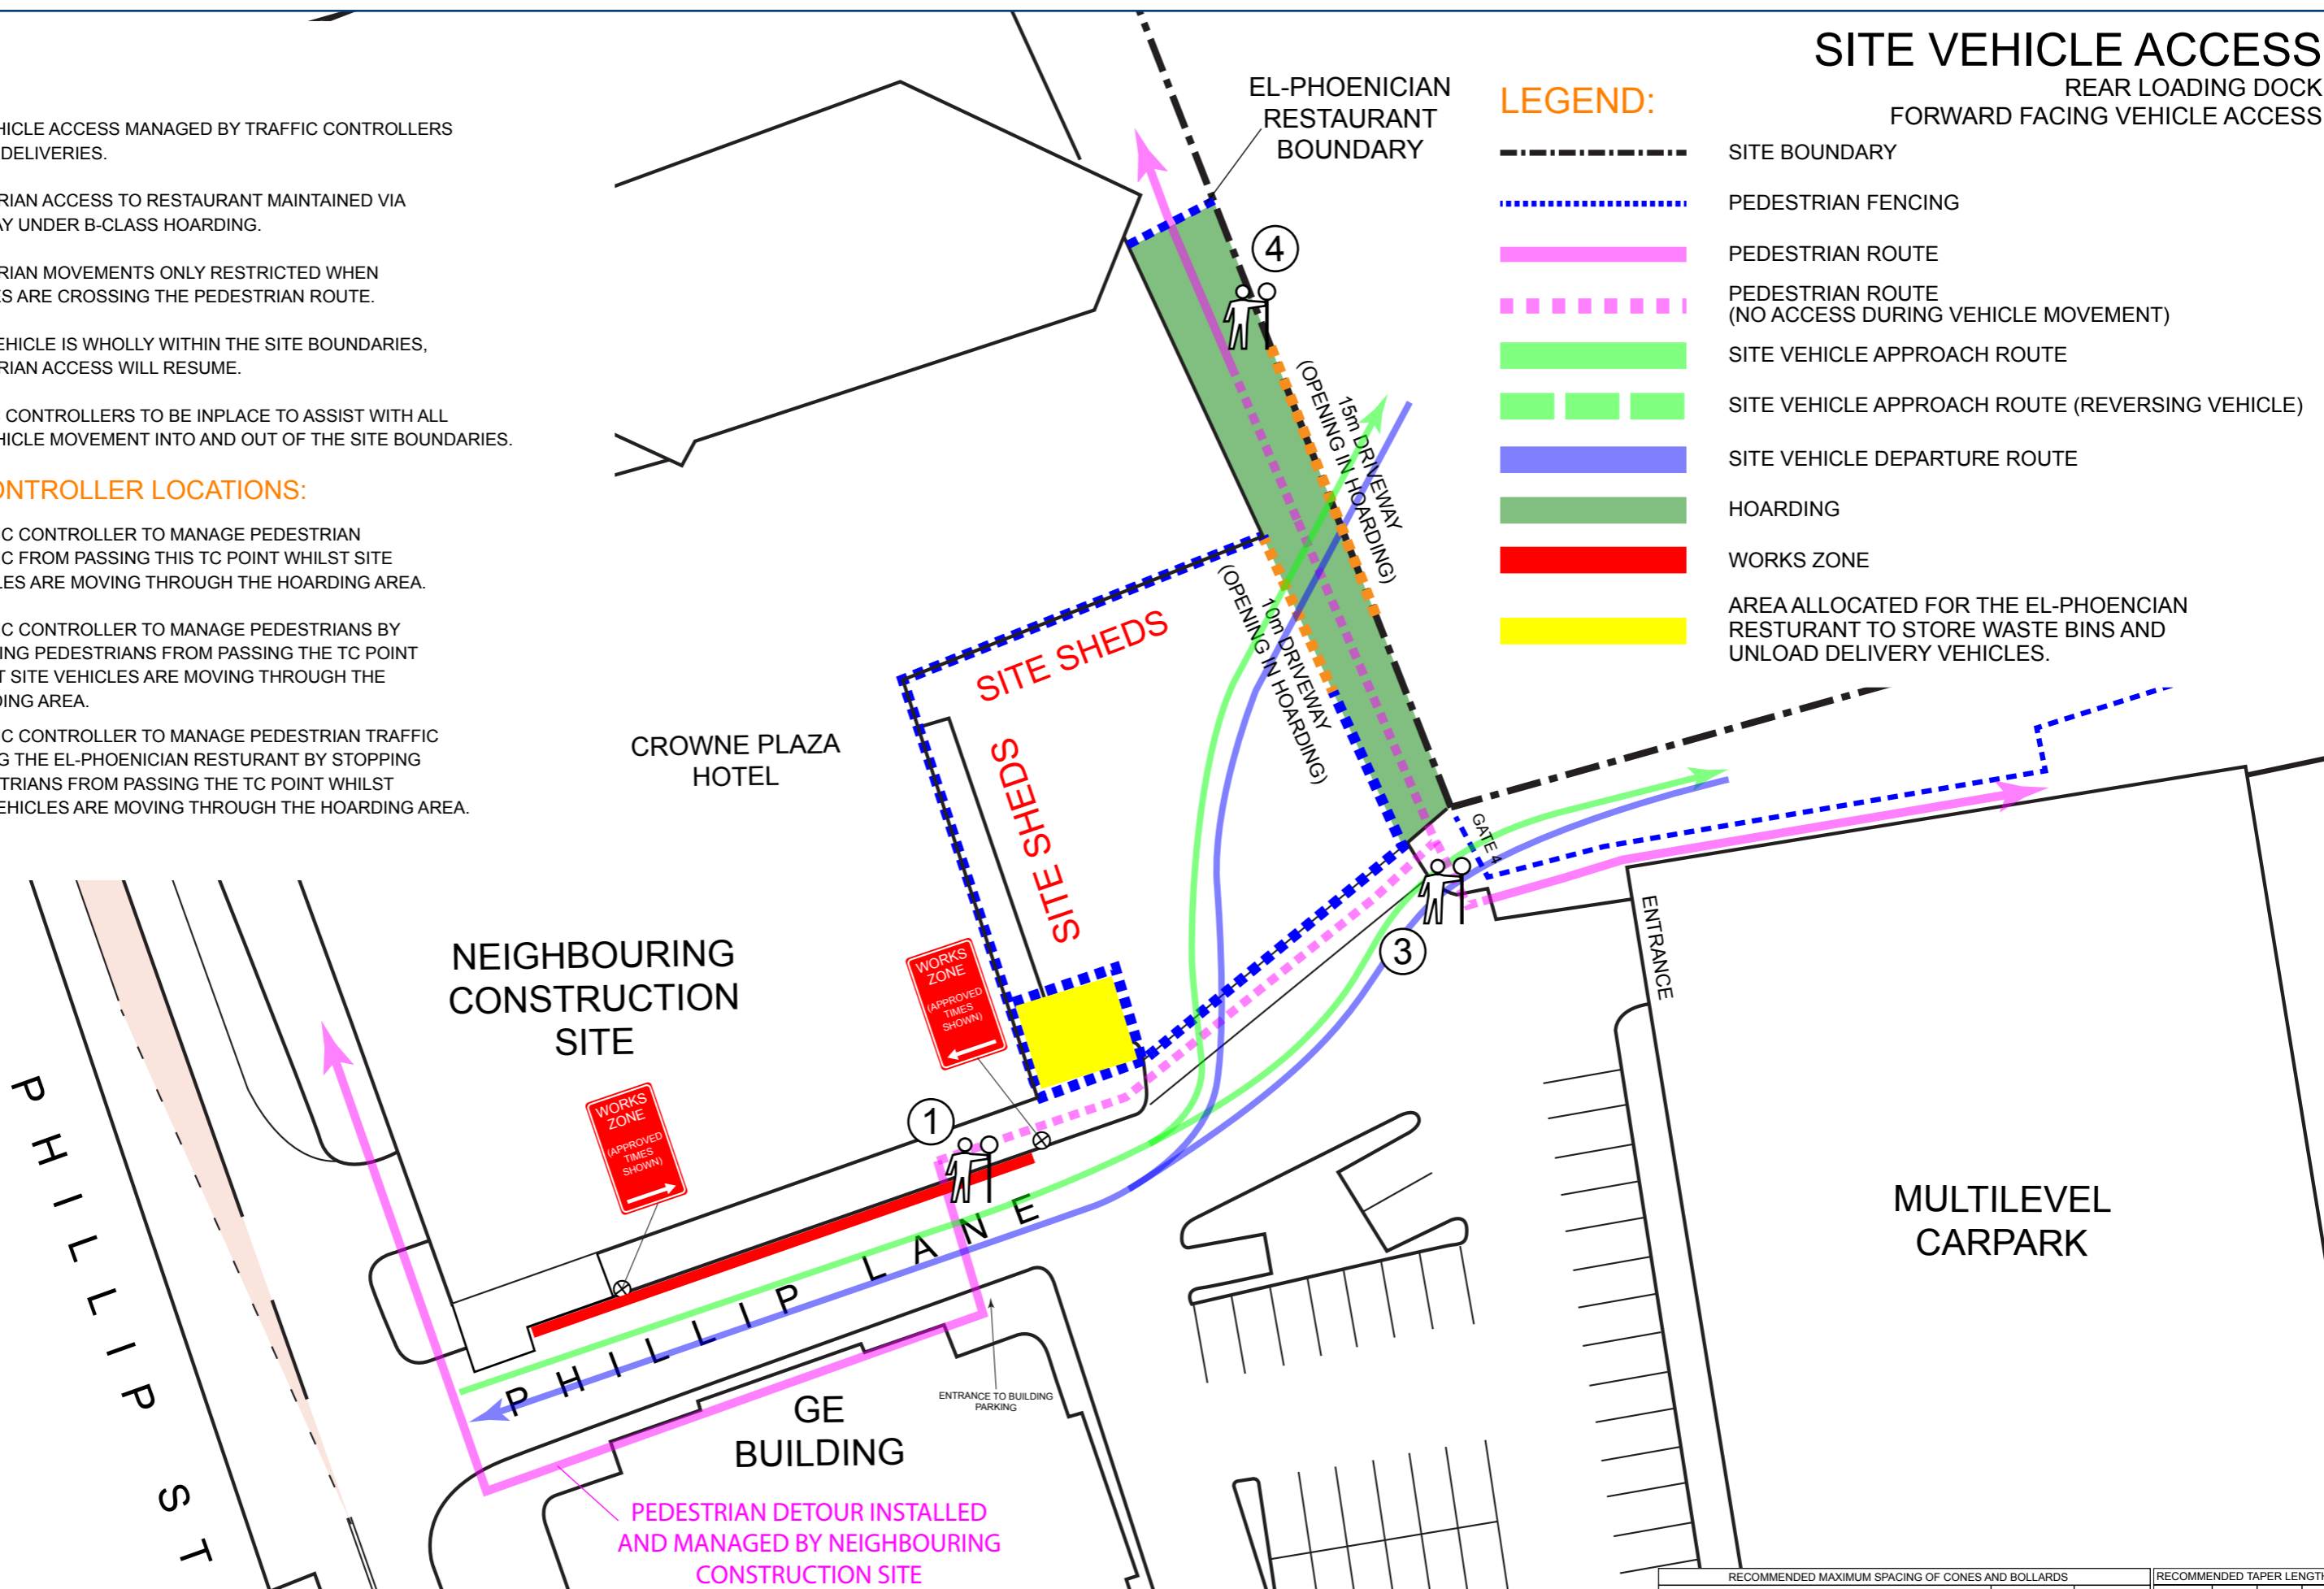 SITE VEHICLE ACCESS
REAR LOADING DOCK
FORWARD FACING VEHICLE ACCESS
HICLE ACCESS MANAGED BY TRAFFIC CONTROLLERS
DELIVERIES.
RIAN ACCESS TO RESTAURANT MAINTAINED VIA
AY UNDER B-CLASS HOARDING.
RIAN MOVEMENTS ONLY RESTRICTED WHEN
ES ARE CROSSING THE PEDESTRIAN ROUTE.
EHICLE IS WHOLLY WITHIN THE SITE BOUNDARIES,
RIAN ACCESS WILL RESUME.
CONTROLLERS TO BE INPLACE TO ASSIST WITH ALL
HICLE MOVEMENT INTO AND OUT OF THE SITE BOUNDARIES.
ONTROLLER LOCATIONS:
C CONTROLLER TO MANAGE PEDESTRIAN
C FROM PASSING THIS TC POINT WHILST SITE
LES ARE MOVING THROUGH THE HOARDING AREA.
C CONTROLLER TO MANAGE PEDESTRIANS BY
ING PEDESTRIANS FROM PASSING THE TC POINT
T SITE VEHICLES ARE MOVING THROUGH THE
DING AREA.
C CONTROLLER TO MANAGE PEDESTRIAN TRAFFIC
G THE EL-PHOENICIAN RESTURANT BY STOPPING
TRIANS FROM PASSING THE TC POINT WHILST
EHICLES ARE MOVING THROUGH THE HOARDING AREA.
EL-PHOENICIAN
RESTAURANT
BOUNDARY
LEGEND:
SITE BOUNDARY
PEDESTRIAN FENCING
PEDESTRIAN ROUTE
PEDESTRIAN ROUTE
(NO ACCESS DURING VEHICLE MOVEMENT)
SITE VEHICLE APPROACH ROUTE
SITE VEHICLE APPROACH ROUTE (REVERSING VEHICLE)
SITE VEHICLE DEPARTURE ROUTE
HOARDING
WORKS ZONE
AREA ALLOCATED FOR THE EL-PHOENCIAN
RESTURANT TO STORE WASTE BINS AND
UNLOAD DELIVERY VEHICLES.
4
15m DRIVEWAY
(OPENING IN HOARDING)
10m DRIVEWAY
(OPENING IN HOARDING)
SITE SHEDS
SITE SHEDS
CROWNE PLAZA
HOTEL
GATE 4
3
ENTRANCE
NEIGHBOURING
CONSTRUCTION
SITE
WORKS
ZONE
(APPROVED
TIMES
SHOWN)
WORKS
ZONE
(APPROVED
TIMES
SHOWN)
1
PHILLIP LANE
PHILLIP ST
MULTILEVEL
CARPARK
ENTRANCE TO BUILDING
PARKING
GE
BUILDING
PEDESTRIAN DETOUR INSTALLED
AND MANAGED BY NEIGHBOURING
CONSTRUCTION SITE
RECOMMENDED MAXIMUM SPACING OF CONES AND BOLLARDS
RECOMMENDED TAPER LENGT